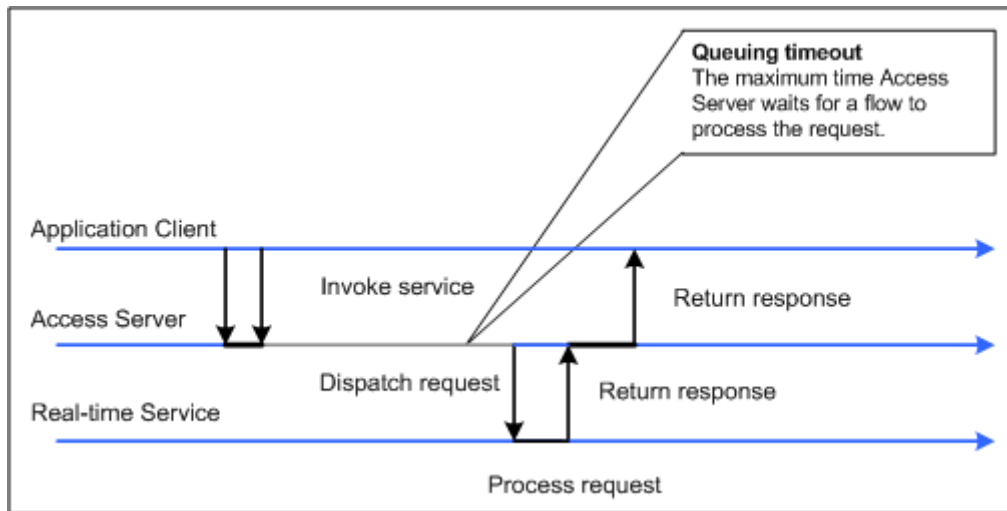 Queuing timeout
The maximum time Access
Server waits for a flow to
process the request.
Application Client
Invoke service
Return response
Access Server
Dispatch request
Return response
Real-time Service
Process request